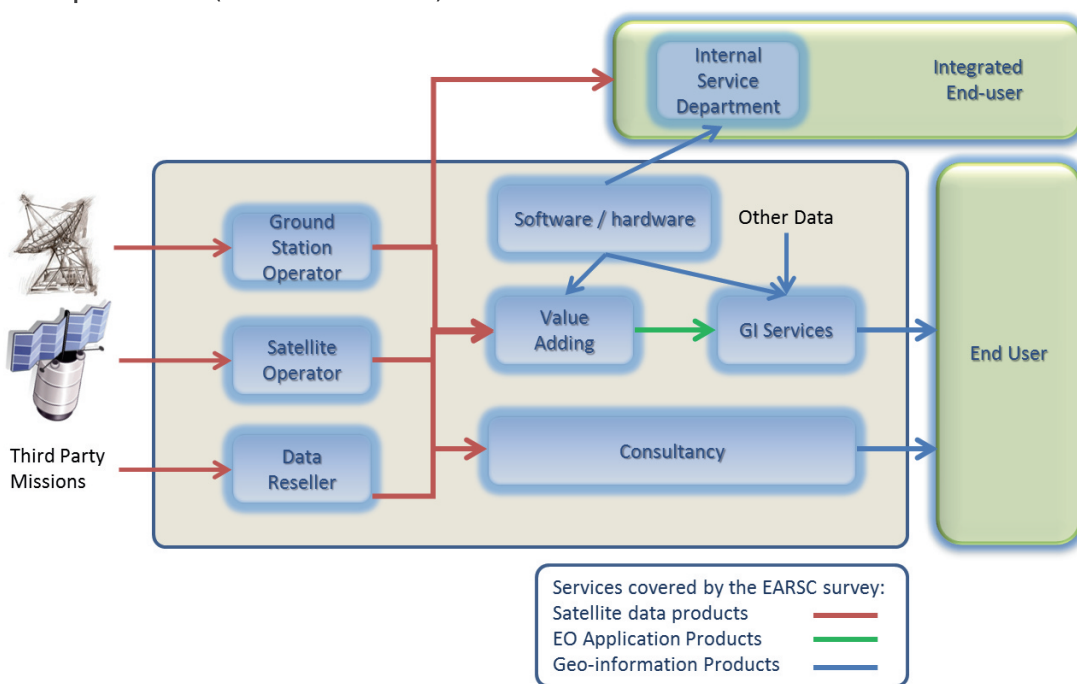 Internal
Service
Department
Integrated
End-user
Ground
Station
Operator
Software / hardware
Other Data
Value
Adding
GI Services
Satellite
Operator
End User
Third Party
Missions
Data
Reseller
Consultancy
Services covered by the EARSC survey:
Satellite data products
EO Application Products
Geo-information Products